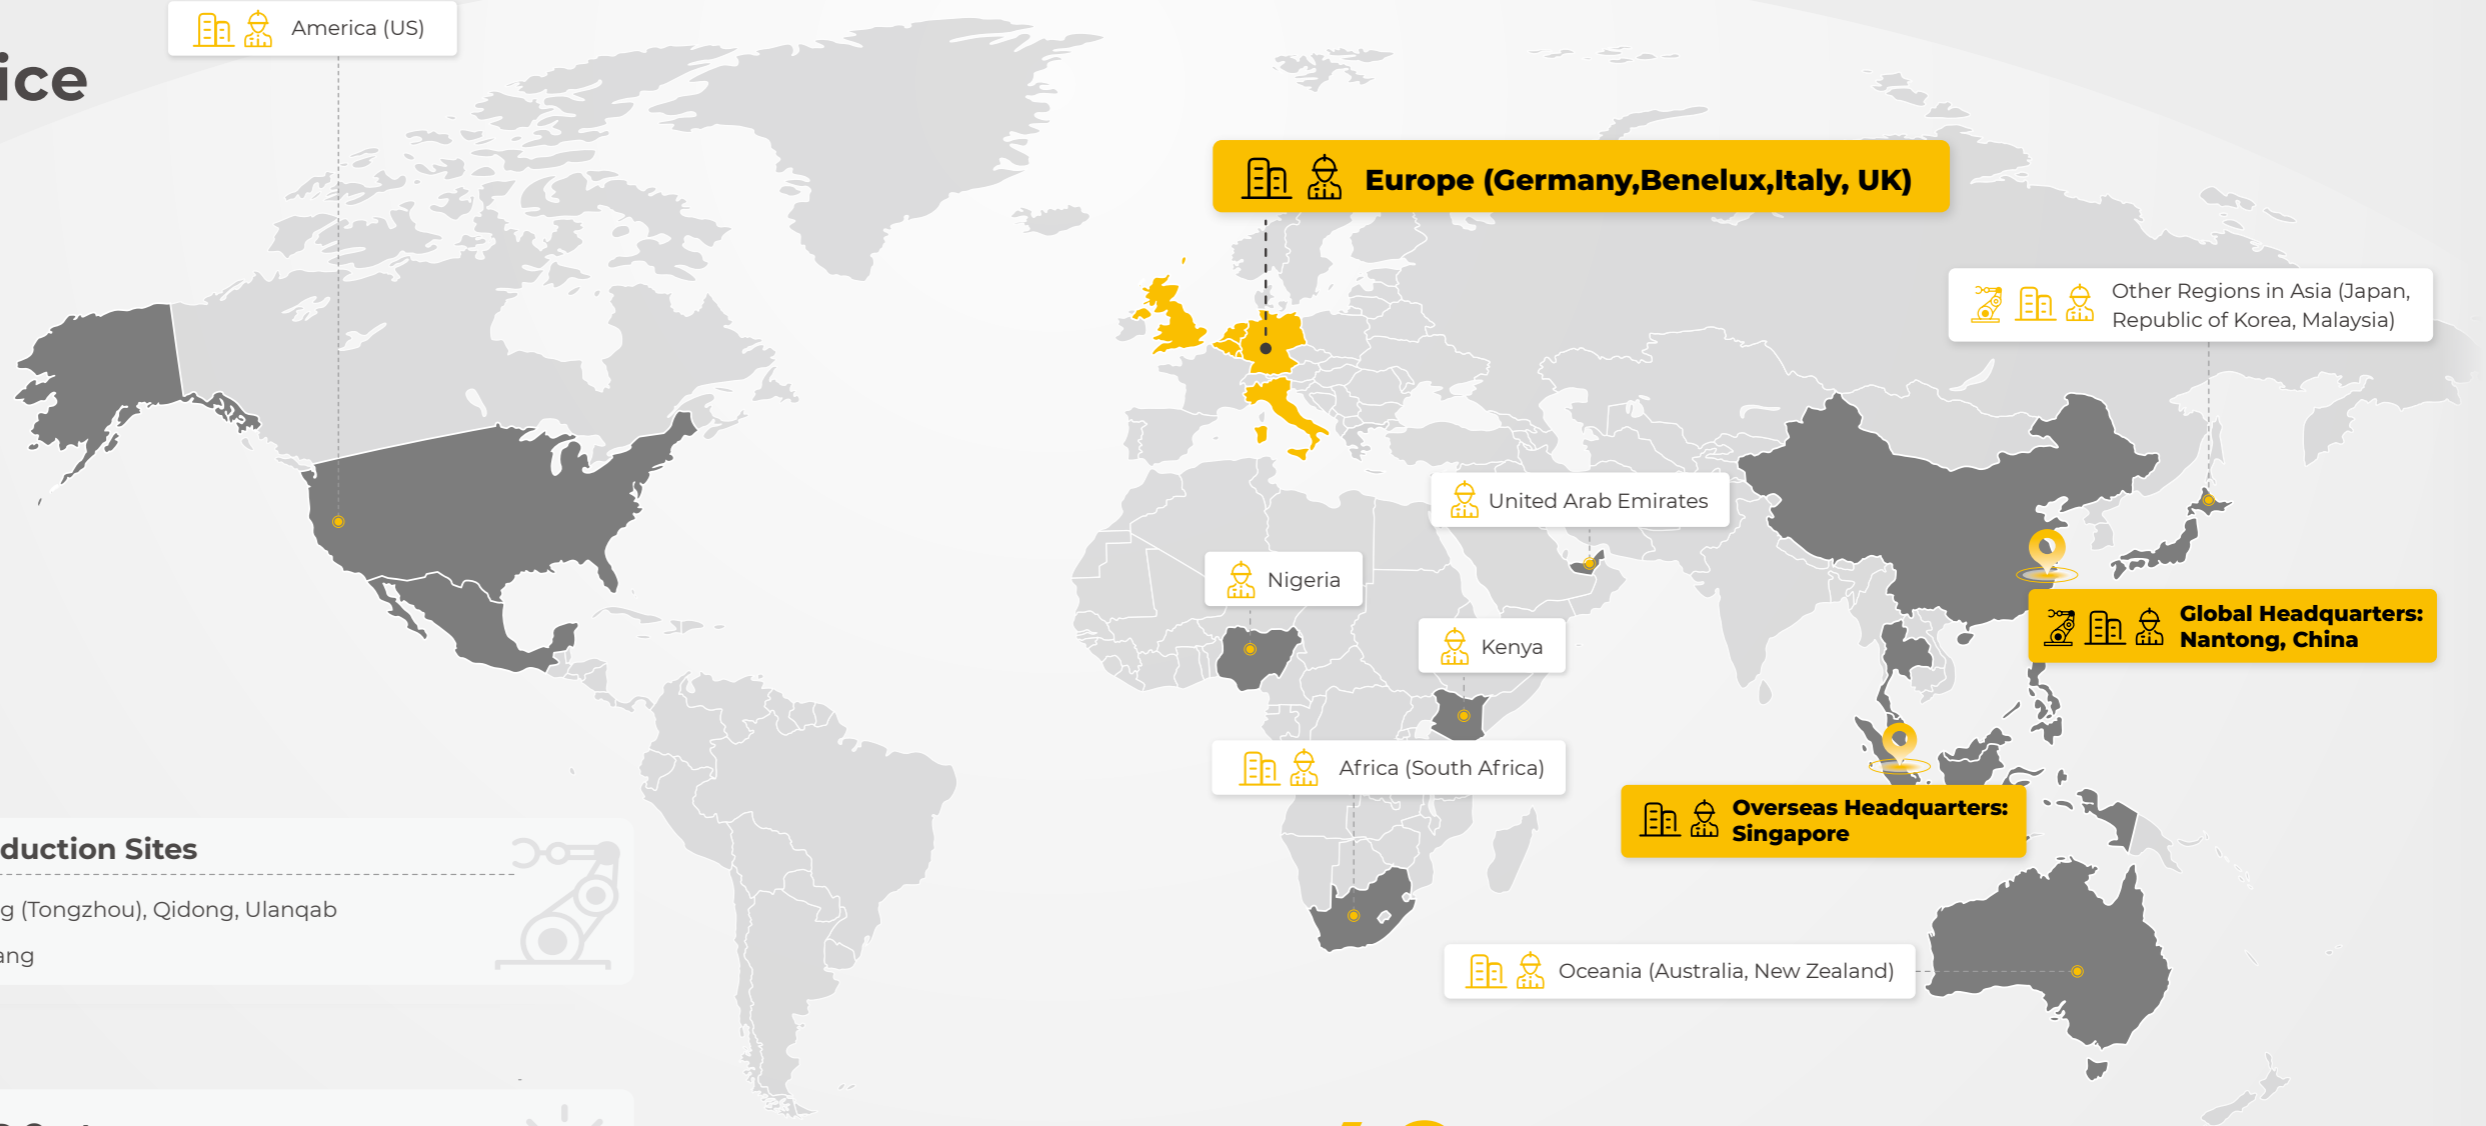 America (US)
ice
Europe (Germany,Benelux,Italy, UK)
Other Regions in Asia (Japan,
Republic of Korea, Malaysia)
United Arab Emirates
Nigeria
Global Headquarters:
Nantong, China
Kenya
Africa (South Africa)
Overseas Headquarters:
Singapore
duction Sites
g (Tongzhou), Qidong, Ulanqab
ang
Oceania (Australia, New Zealand)